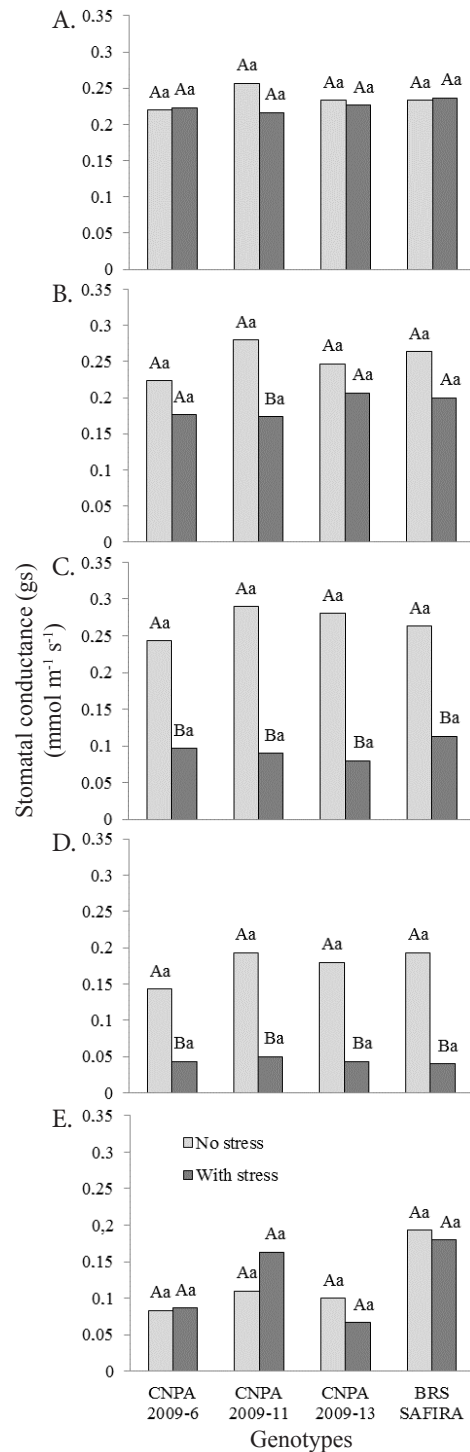 A.
0.35
0.3
0.25
0.2
0.15
0.1
0.05
0
Aa Aa
Aa
Aa
Aa Aa
Aa Aa
B.
0.35
0.3
0.25
0.2
0.15
0.1
0.05
0
Aa
Aa
Aa
Ba
Aa
Aa
Aa
Aa
C.
0.35
0.3
0.25
0.2
0.15
0.1
0.05
0
Aa
Ba
Aa
Ba
Aa
Ba
Aa
Ba
Stomatal conductance (gs)
(mmol m⁻¹ s⁻¹)
D.
0.35
0.3
0.25
0.2
0.15
0.1
0.05
0
Aa
Ba
Aa
Ba
Aa
Ba
Aa
Ba
E.
0.35
0.3
0.25
0,2
0.15
0.1
0.05
0
No stress
With stress
Aa Aa
Aa
Aa
Aa
Aa
Aa Aa
CNPA
2009-6
CNPA
2009-11
CNPA
2009-13
BRS
SAFIRA
Genotypes